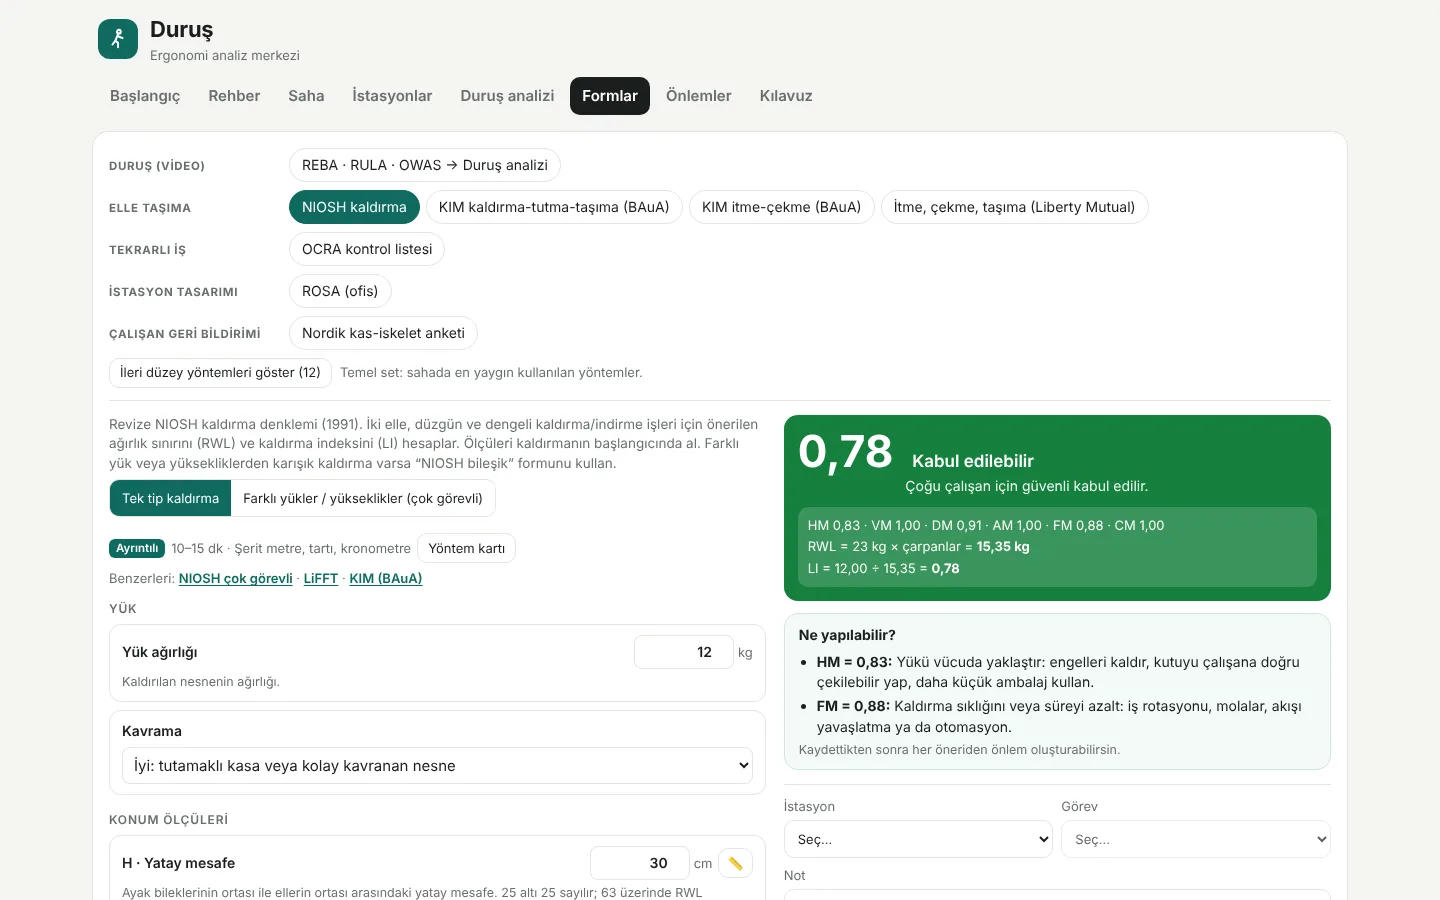 Duruş
Ergonomi analiz merkezi
Başlangıç Rehber Saha İstasyonlar Duruş analizi Formlar Önlemler Kılavuz
DURUŞ (VİDEO) REBA · RULA · OWAS → Duruş analizi
ELLE TAŞIMA NIOSH kaldırma KIM kaldırma-tutma-taşıma (BAuA) KIM itme-çekme (BAuA) İtme, çekme, taşıma (Liberty Mutual)
TEKRARLI İŞ OCRA kontrol listesi
İSTASYON TASARIMI ROSA (ofis)
ÇALIŞAN GERİ BİLDİRİMİ Nordik kas-iskelet anketi
İleri düzey yöntemleri göster (12) Temel set: sahada en yaygın kullanılan yöntemler.
Revize NIOSH kaldırma denklemi (1991). İki elle, düzgün ve dengeli kaldırma/indirme işleri için önerilen
ağırlık sınırını (RWL) ve kaldırma indeksini (LI) hesaplar. Ölçüleri kaldırmanın başlangıcında al. Farklı
yük veya yüksekliklerden karışık kaldırma varsa “NIOSH bileşik” formunu kullan.
Tek tip kaldırma Farklı yükler / yükseklikler (çok görevli)
Ayrıntılı 10–15 dk · Şerit metre, tartı, kronometre Yöntem kartı
Benzerleri: NIOSH çok görevli · LiFFT · KIM (BAuA)
YÜK
Yük ağırlığı 12 kg
Kaldırılan nesnenin ağırlığı.
Kavrama
İyi: tutamaklı kasa veya kolay kavranan nesne
KONUM ÖLÇÜLERİ
H · Yatay mesafe 30 cm
Ayak bileklerinin ortası ile ellerin ortası arasındaki yatay mesafe. 25 altı 25 sayılır; 63 üzerinde RWL
0,78 Kabul edilebilir
Çoğu çalışan için güvenli kabul edilir.
HM 0,83 · VM 1,00 · DM 0,91 · AM 1,00 · FM 0,88 · CM 1,00
RWL = 23 kg × çarpanlar = 15,35 kg
LI = 12,00 ÷ 15,35 = 0,78
Ne yapılabilir?
• HM = 0,83: Yükü vücuda yaklaştır: engelleri kaldır, kutuyu çalışana doğru
çekilebilir yap, daha küçük ambalaj kullan.
• FM = 0,88: Kaldırma sıklığını veya süreyi azalt: iş rotasyonu, molalar, akışı
yavaşlatma ya da otomasyon.
Kaydettikten sonra her öneriden önlem oluşturabilirsin.
İstasyon Görev
Seç... Seç...
Not